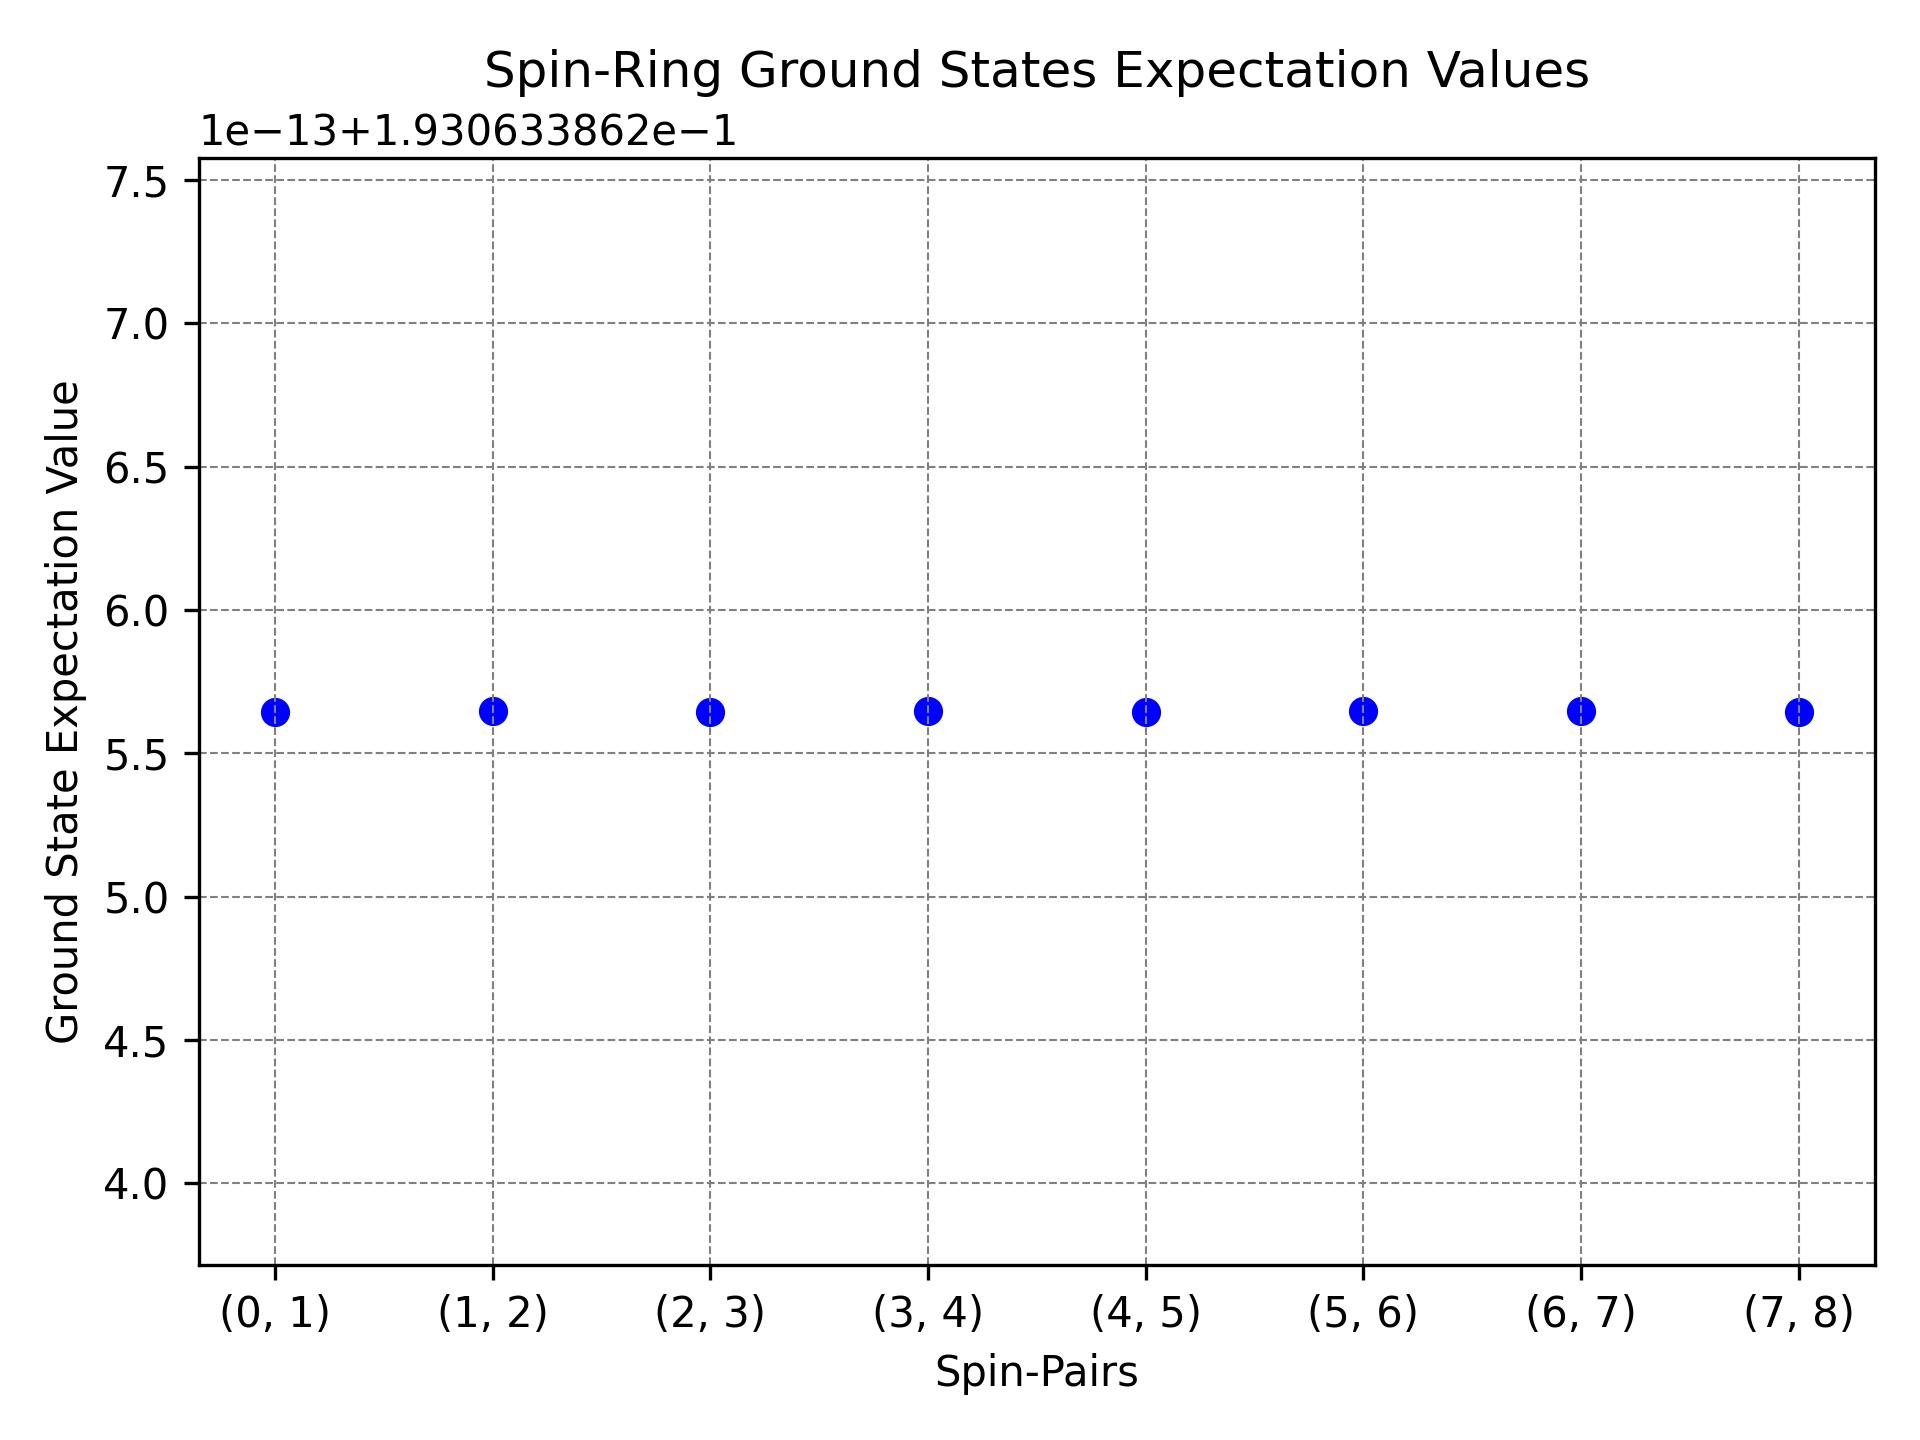 Spin-Ring Ground States Expectation Values
1e−13+1.930633862e−1
7.5
7.0
6.5
6.0
5.5
5.0
4.5
4.0
Ground State Expectation Value
(0, 1) (1, 2) (2, 3) (3, 4) (4, 5) (5, 6) (6, 7) (7, 8)
Spin-Pairs